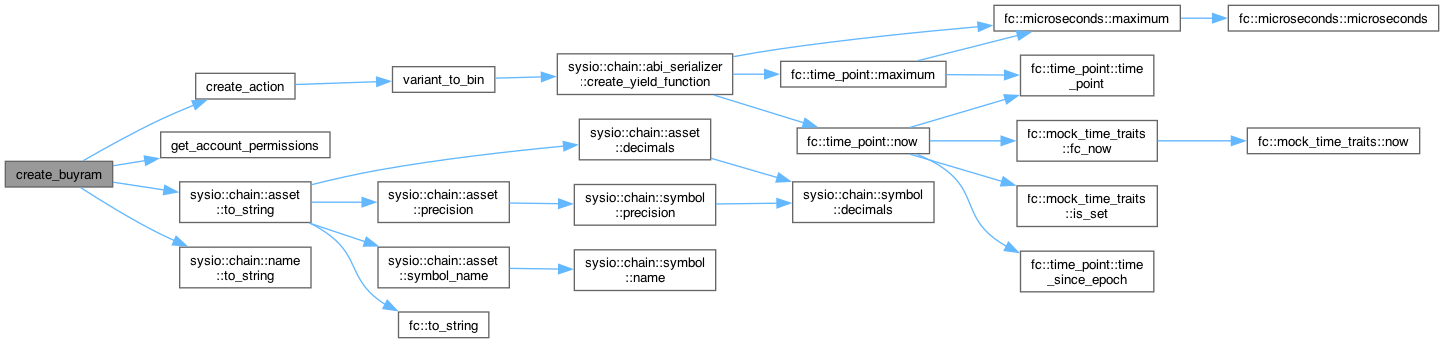 create_buyram
create_action
get_account_permissions
sysio::chain::asset
::to_string
sysio::chain::name
::to_string
variant_to_bin
sysio::chain::asset
::precision
sysio::chain::asset
::symbol_name
fc::to_string
sysio::chain::abi_serializer
::create_yield_function
sysio::chain::asset
::decimals
sysio::chain::symbol
::precision
sysio::chain::symbol
::name
fc::time_point::maximum
fc::time_point::now
sysio::chain::symbol
::decimals
fc::microseconds::maximum
fc::time_point::time
_point
fc::mock_time_traits
::fc_now
fc::mock_time_traits
::is_set
fc::time_point::time
_since_epoch
fc::microseconds::microseconds
fc::mock_time_traits::now